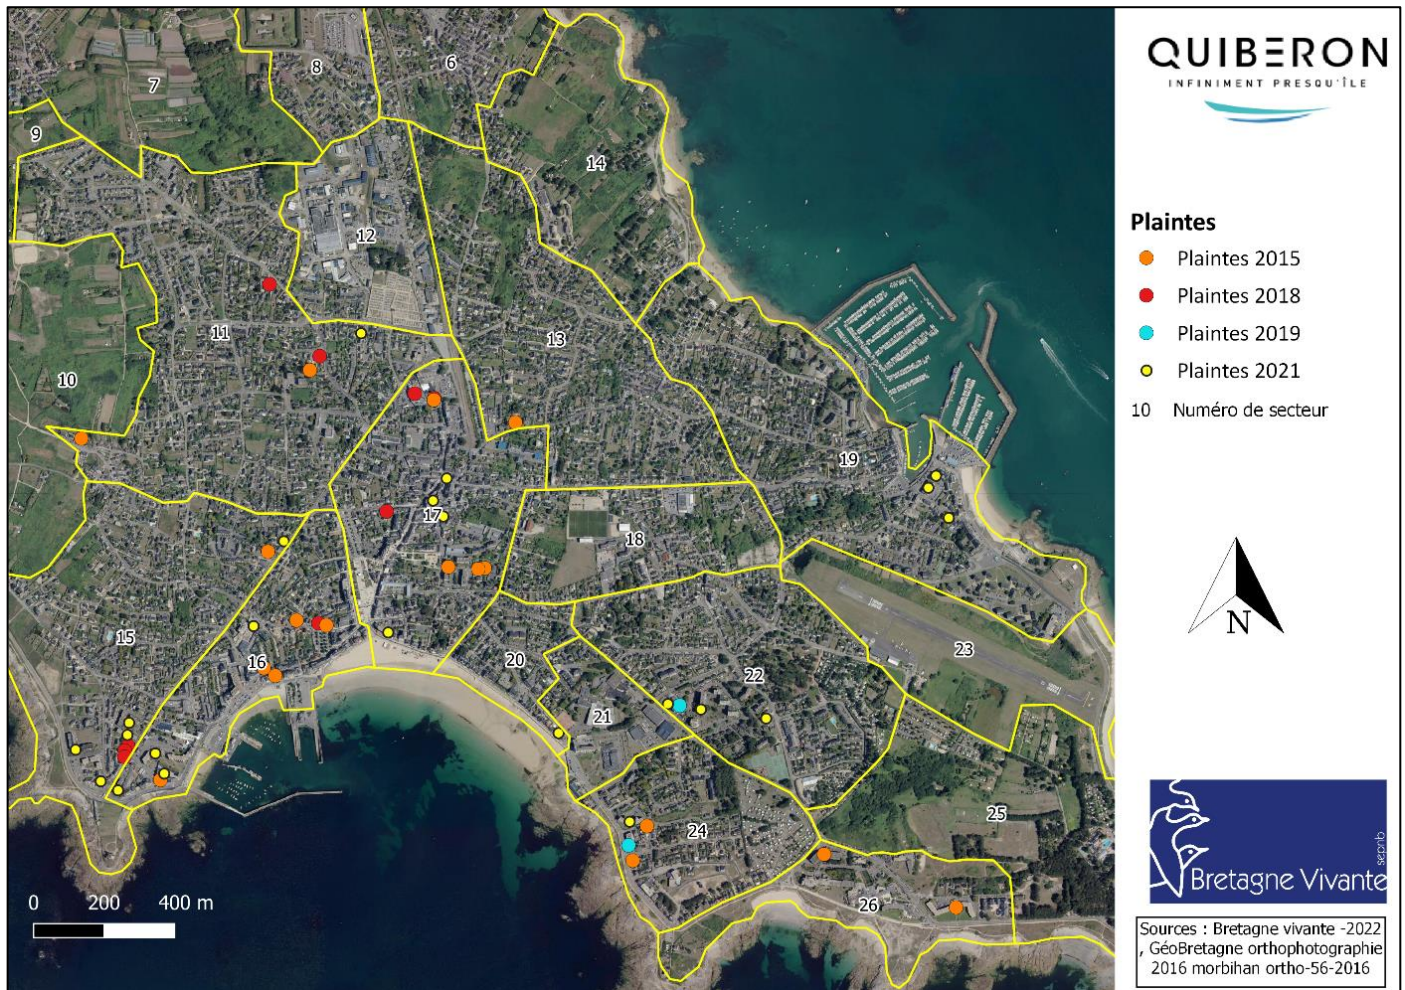 QUIBERON
INFINIMENT PRESQU'ÎLE
Plaintes
Plaintes 2015
Plaintes 2018
Plaintes 2019
Plaintes 2021
10 Numéro de secteur
8
6
7
9
14
12
11
13
10
19
17
18
15
16
20
22
23
21
24
25
26
0 200 400 m
N
sepnb
Bretagne Vivante
Sources : Bretagne vivante -2022
, GéoBretagne orthophotographie
2016 morbihan ortho-56-2016